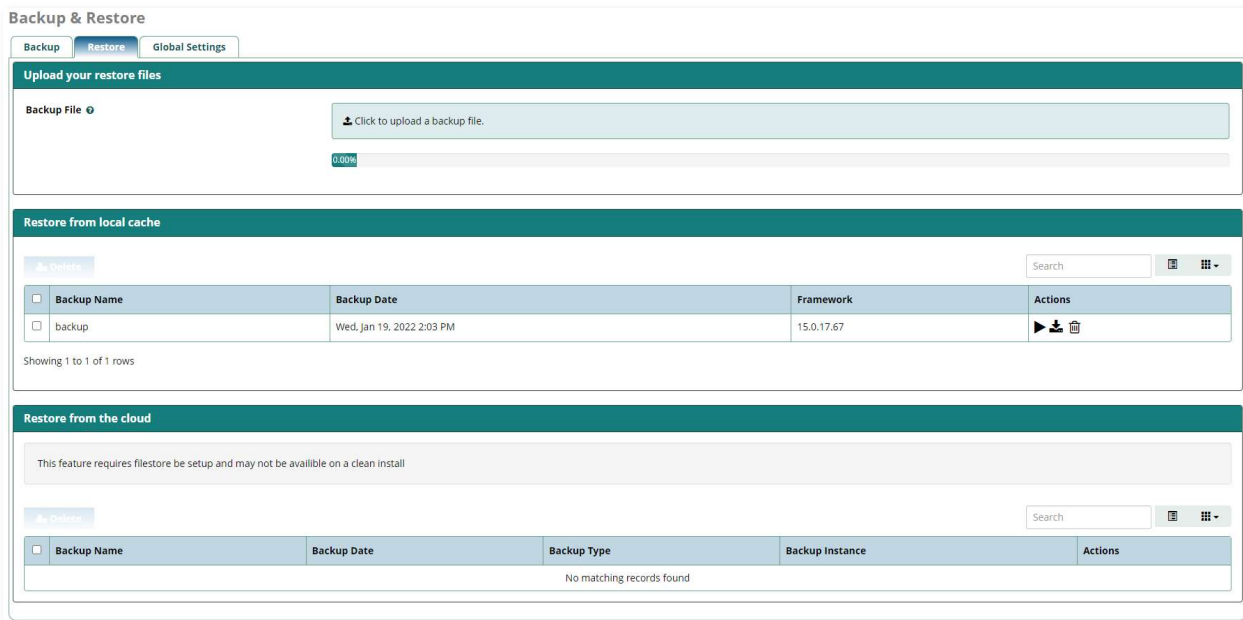 Backup & Restore
Backup Restore Global Settings
Upload your restore files
Backup File
Click to upload a backup file.
0.00%
Restore from local cache
Delete Search
Backup Name Backup Date Framework Actions
backup Wed, Jan 19, 2022 2:03 PM 15.0.17.67
Showing 1 to 1 of 1 rows
Restore from the cloud
This feature requires filestore be setup and may not be availible on a clean install
Delete Search
Backup Name Backup Date Backup Type Backup Instance Actions
No matching records found